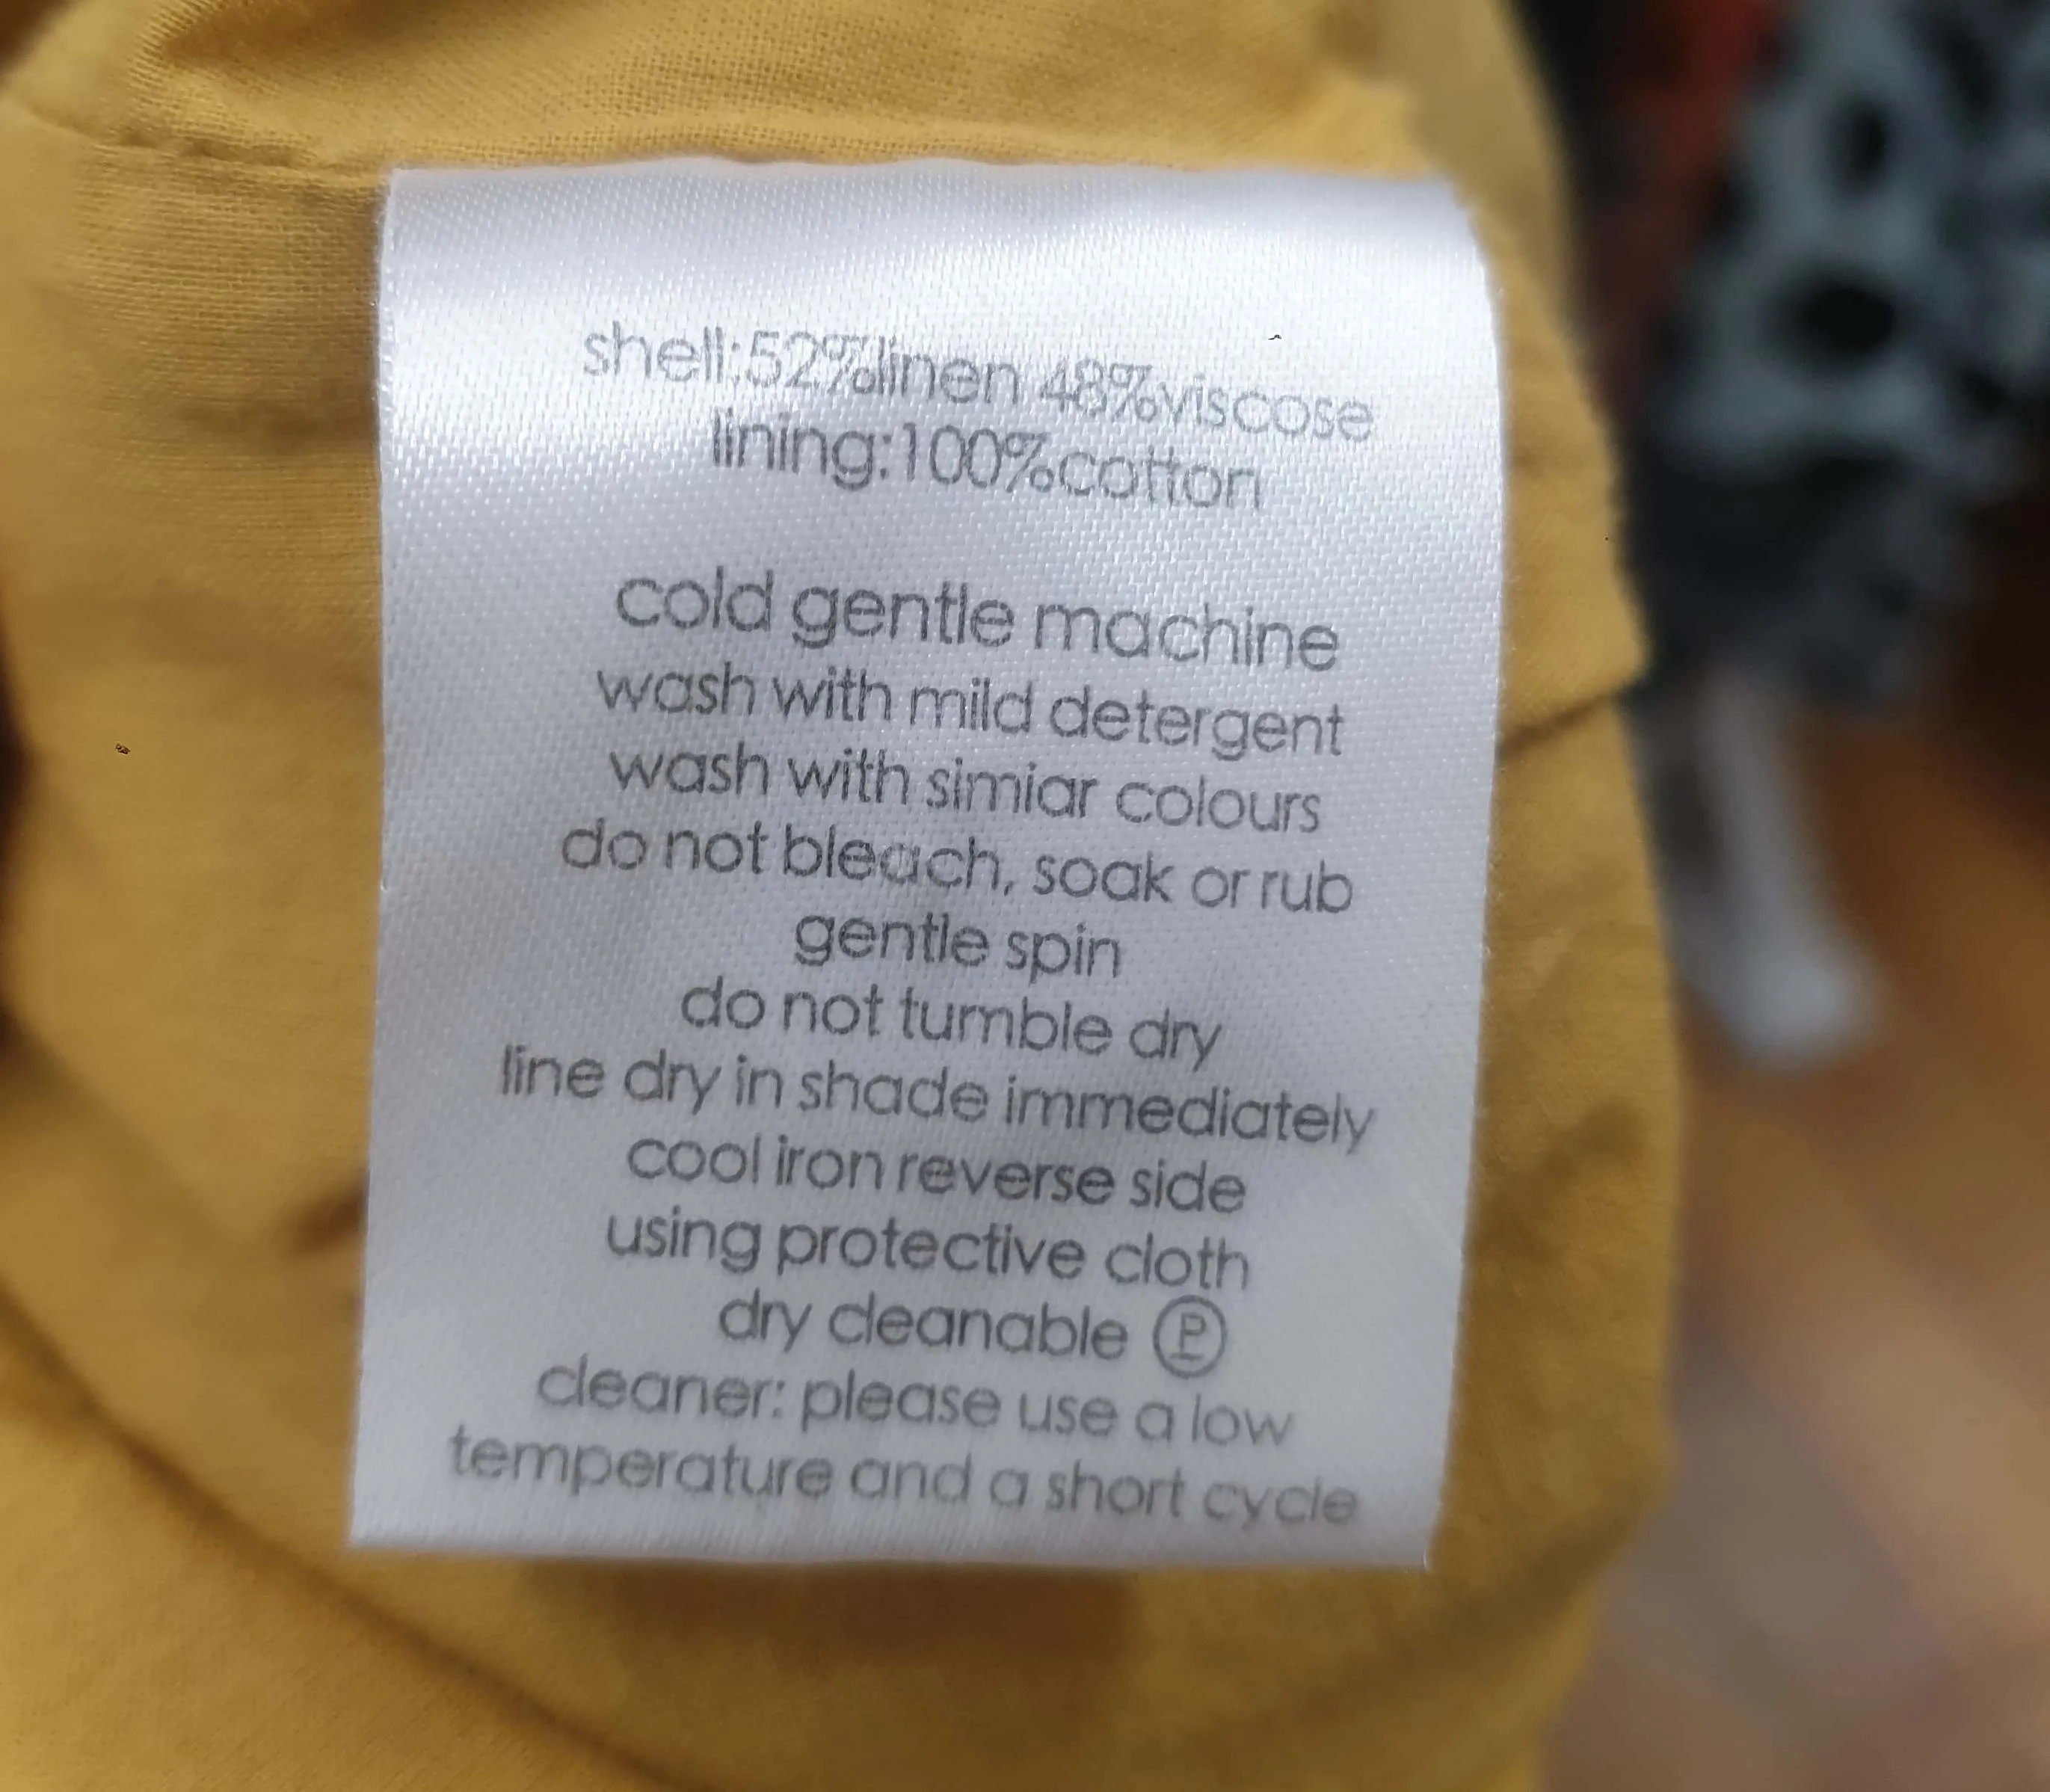 shell:52%linen 48%viscose
lining:100%cotton
cold gentle machine
wash with mild detergent
wash with simiar colours
do not bleach, soak or rub
gentle spin
do not tumble dry
line dry in shade immediately
cool iron reverse side
using protective cloth
dry cleanable Ⓟ
cleaner: please use a low
temperature and a short cycle